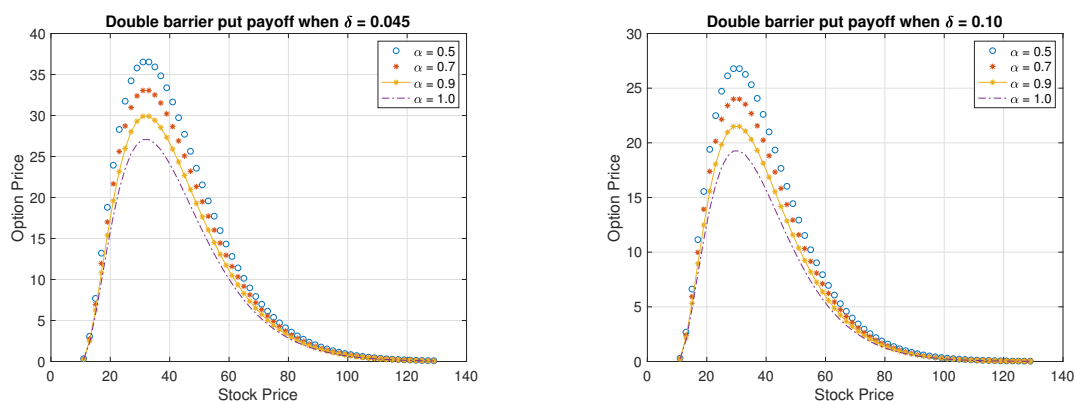 Double barrier put payoff when δ = 0.045
40
35
30
25
20
15
10
5
0
Option Price
0 20 40 60 80 100 120 140
Stock Price
α = 0.5
α = 0.7
α = 0.9
α = 1.0
Double barrier put payoff when δ = 0.10
30
25
20
15
10
5
0
Option Price
0 20 40 60 80 100 120 140
Stock Price
α = 0.5
α = 0.7
α = 0.9
α = 1.0